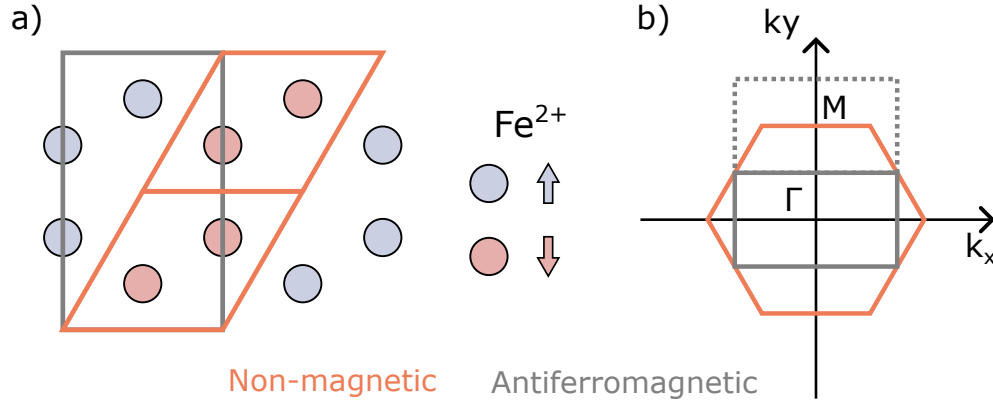 a)
Fe²⁺
Non-magnetic
Antiferromagnetic
b)
ky
M
Γ
kₓ